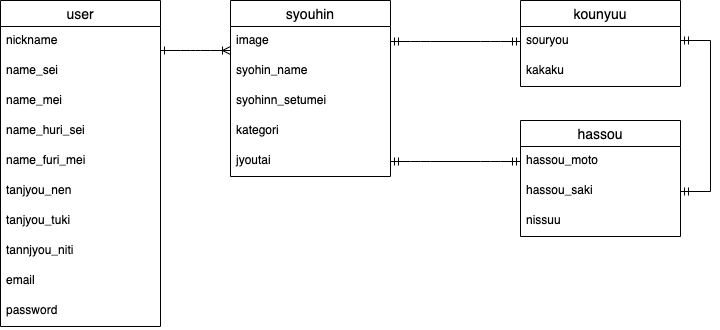 user
nickname
name_sei
name_mei
name_huri_sei
name_furi_mei
tanjyou_nen
tanjyou_tuki
tannjyou_niti
email
password
syouhin
image
syohin_name
syohinn_setumei
kategori
jyoutai
kounyuu
souryou
kakaku
hassou
hassou_moto
hassou_saki
nissuu